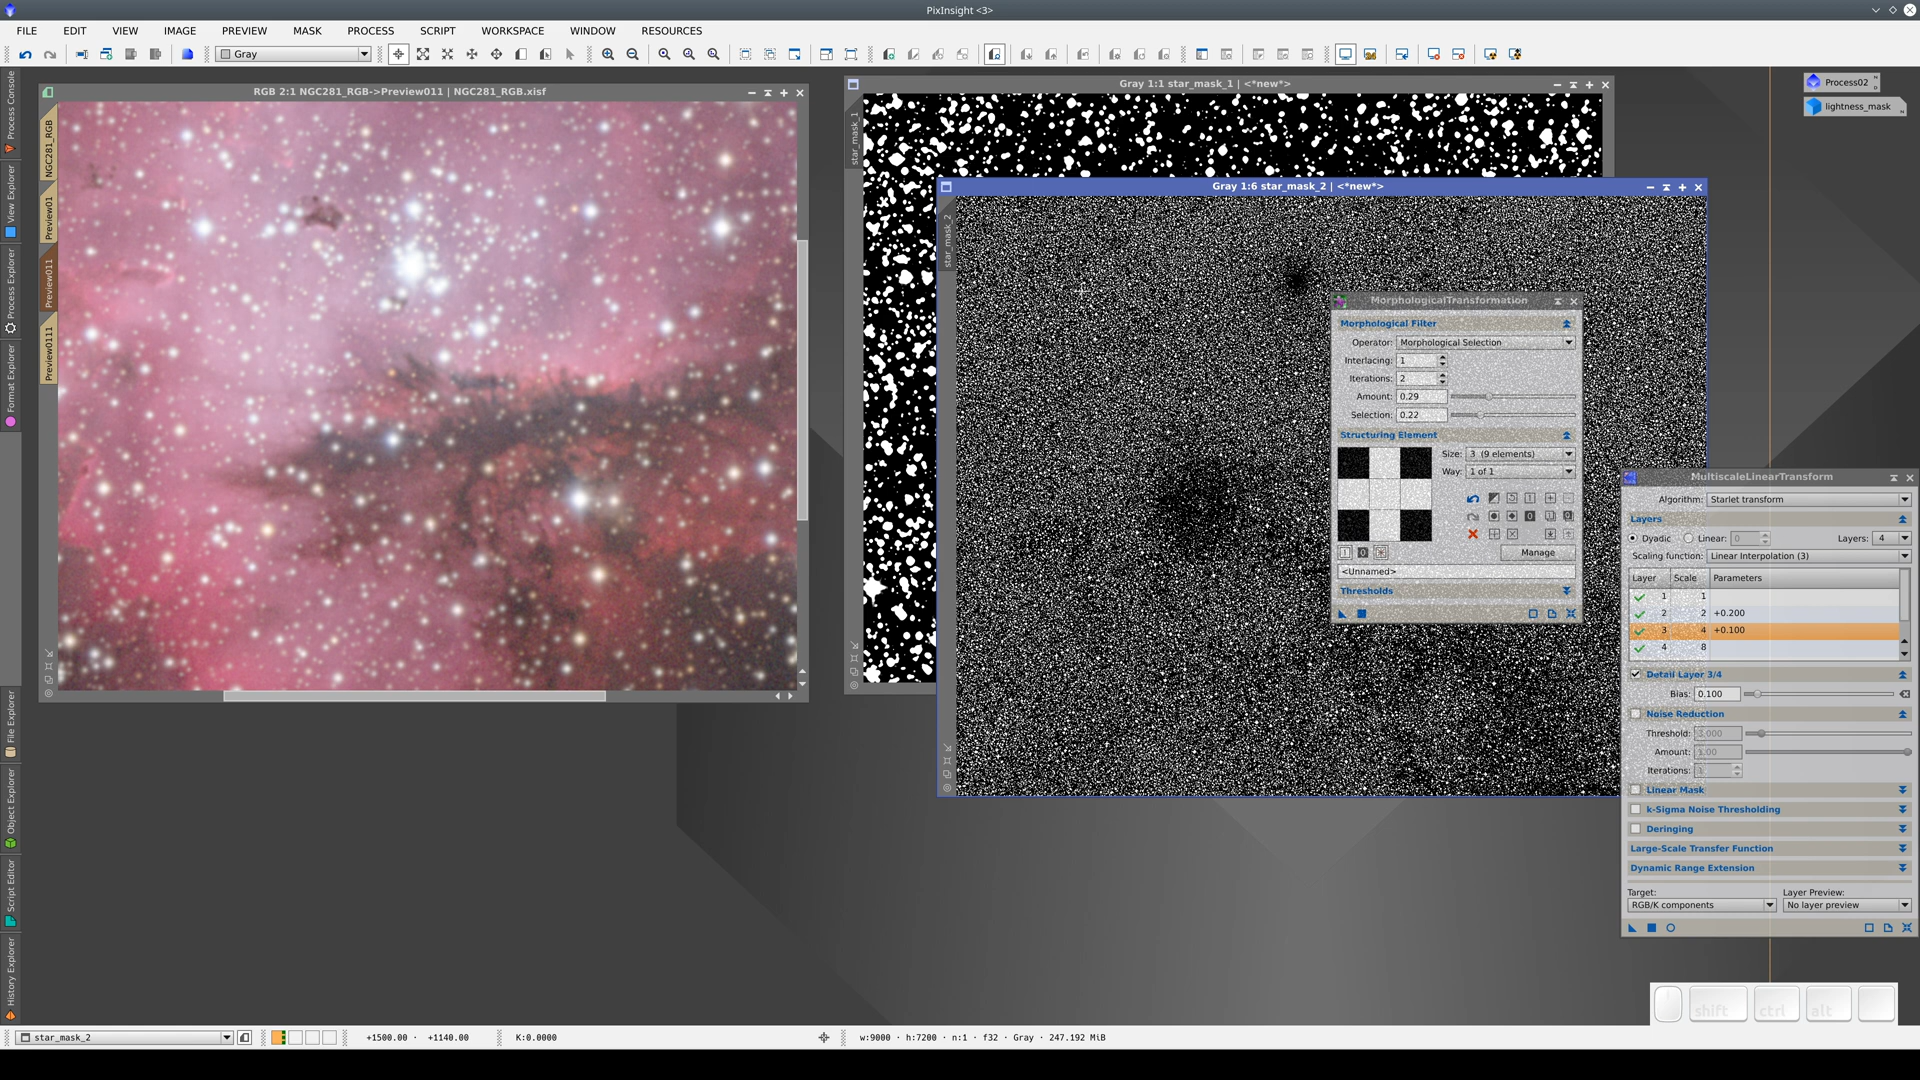 PixInsight <3>
FILE EDIT VIEW IMAGE PREVIEW MASK PROCESS SCRIPT WORKSPACE WINDOW RESOURCES
Gray
Process Console
View Explorer
Process Explorer
Format Explorer
File Explorer
Object Explorer
Script Editor
History Explorer
RGB 2:1 NGC281_RGB->Preview011 | NGC281_RGB.xisf
NGC281_RGB
Preview01
Preview011
Preview0111
Gray 1:1 star_mask_1 | <*new*>
star_mask_1
Gray 1:6 star_mask_2 | <*new*>
star_mask_2
Process02
lightness_mask
MorphologicalTransformation
Morphological Filter
Operator: Morphological Selection
Interlacing: 1
Iterations: 2
Amount: 0.29
Selection: 0.22
Structuring Element
Size: 3 (9 elements)
Way: 1 of 1
Manage
<Unnamed>
Thresholds
MultiscaleLinearTransform
Algorithm: Starlet transform
Layers
Dyadic Linear: 0 Layers: 4
Scaling function: Linear Interpolation (3)
Layer Scale Parameters
1 1
2 2 +0.200
3 4 +0.100
4 8
Detail Layer 3/4
Bias: 0.100
Noise Reduction
Threshold: 3.000
Amount: 1.00
Iterations: 1
Linear Mask
k-Sigma Noise Thresholding
Deringing
Large-Scale Transfer Function
Dynamic Range Extension
Target: Layer Preview:
RGB/K components No layer preview
shift ctrl alt
star_mask_2 +1500.00 · +1140.00 K:0.0000 w:9000 · h:7200 · n:1 · f32 · Gray · 247.192 MiB